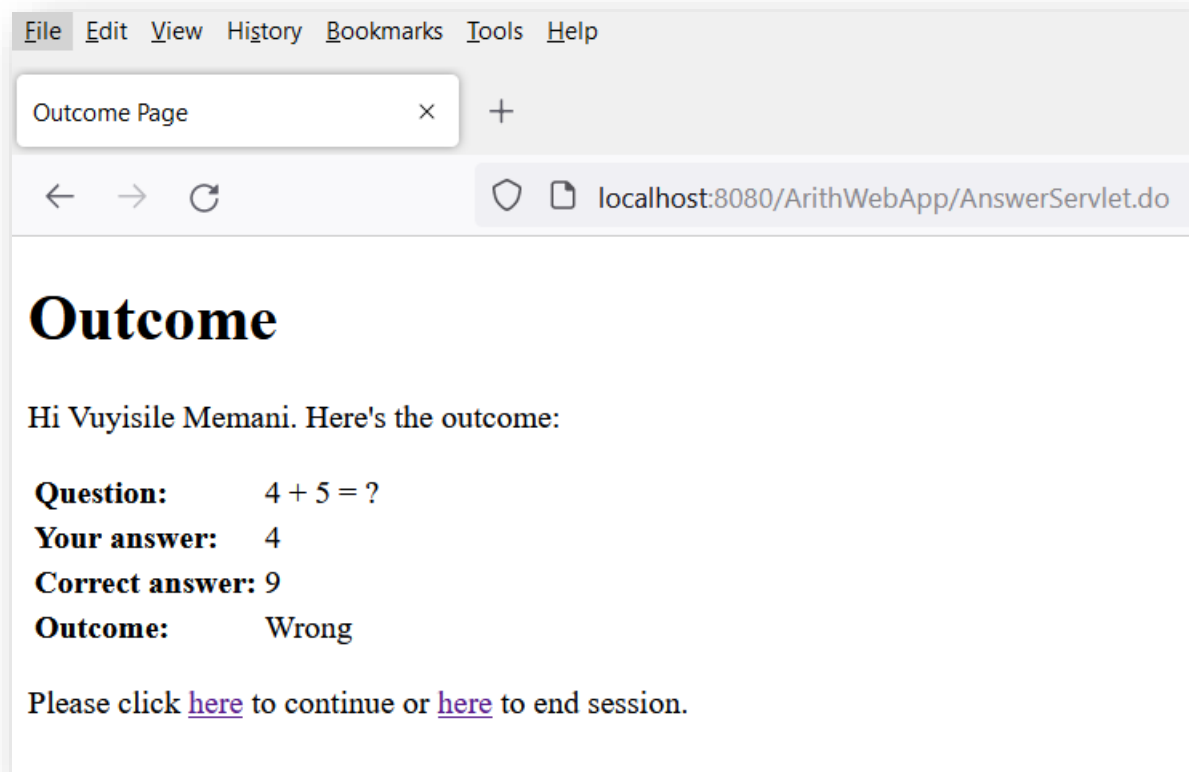 File Edit View History Bookmarks Tools Help
Outcome Page
localhost:8080/ArithWebApp/AnswerServlet.do
Outcome
Hi Vuyisile Memani. Here's the outcome:
Question: 4 + 5 = ?
Your answer: 4
Correct answer: 9
Outcome: Wrong
Please click here to continue or here to end session.